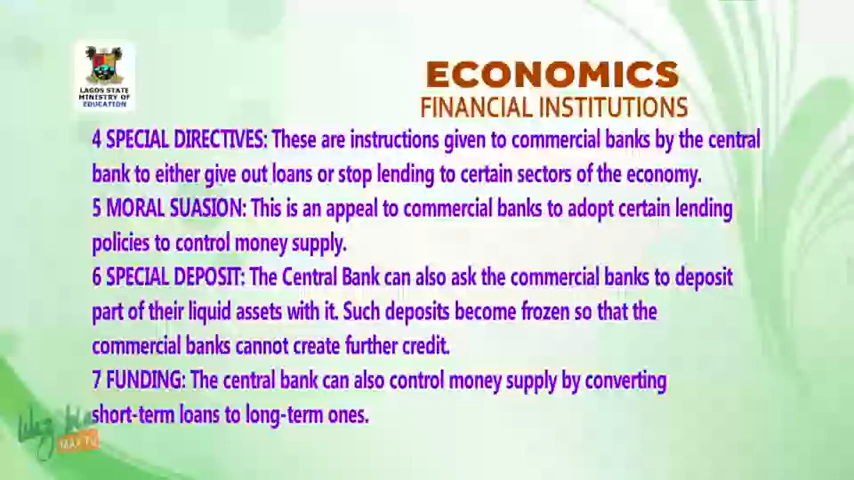 LAGOS STATE
MINISTRY OF
EDUCATION
ECONOMICS
FINANCIAL INSTITUTIONS
4 SPECIAL DIRECTIVES: These are instructions given to commercial banks by the central
bank to either give out loans or stop lending to certain sectors of the economy.
5 MORAL SUASION: This is an appeal to commercial banks to adopt certain lending
policies to control money supply.
6 SPECIAL DEPOSIT: The Central Bank can also ask the commercial banks to deposit
part of their liquid assets with it. Such deposits become frozen so that the
commercial banks cannot create further credit.
7 FUNDING: The central bank can also control money supply by converting
short-term loans to long-term ones.
MAX TV